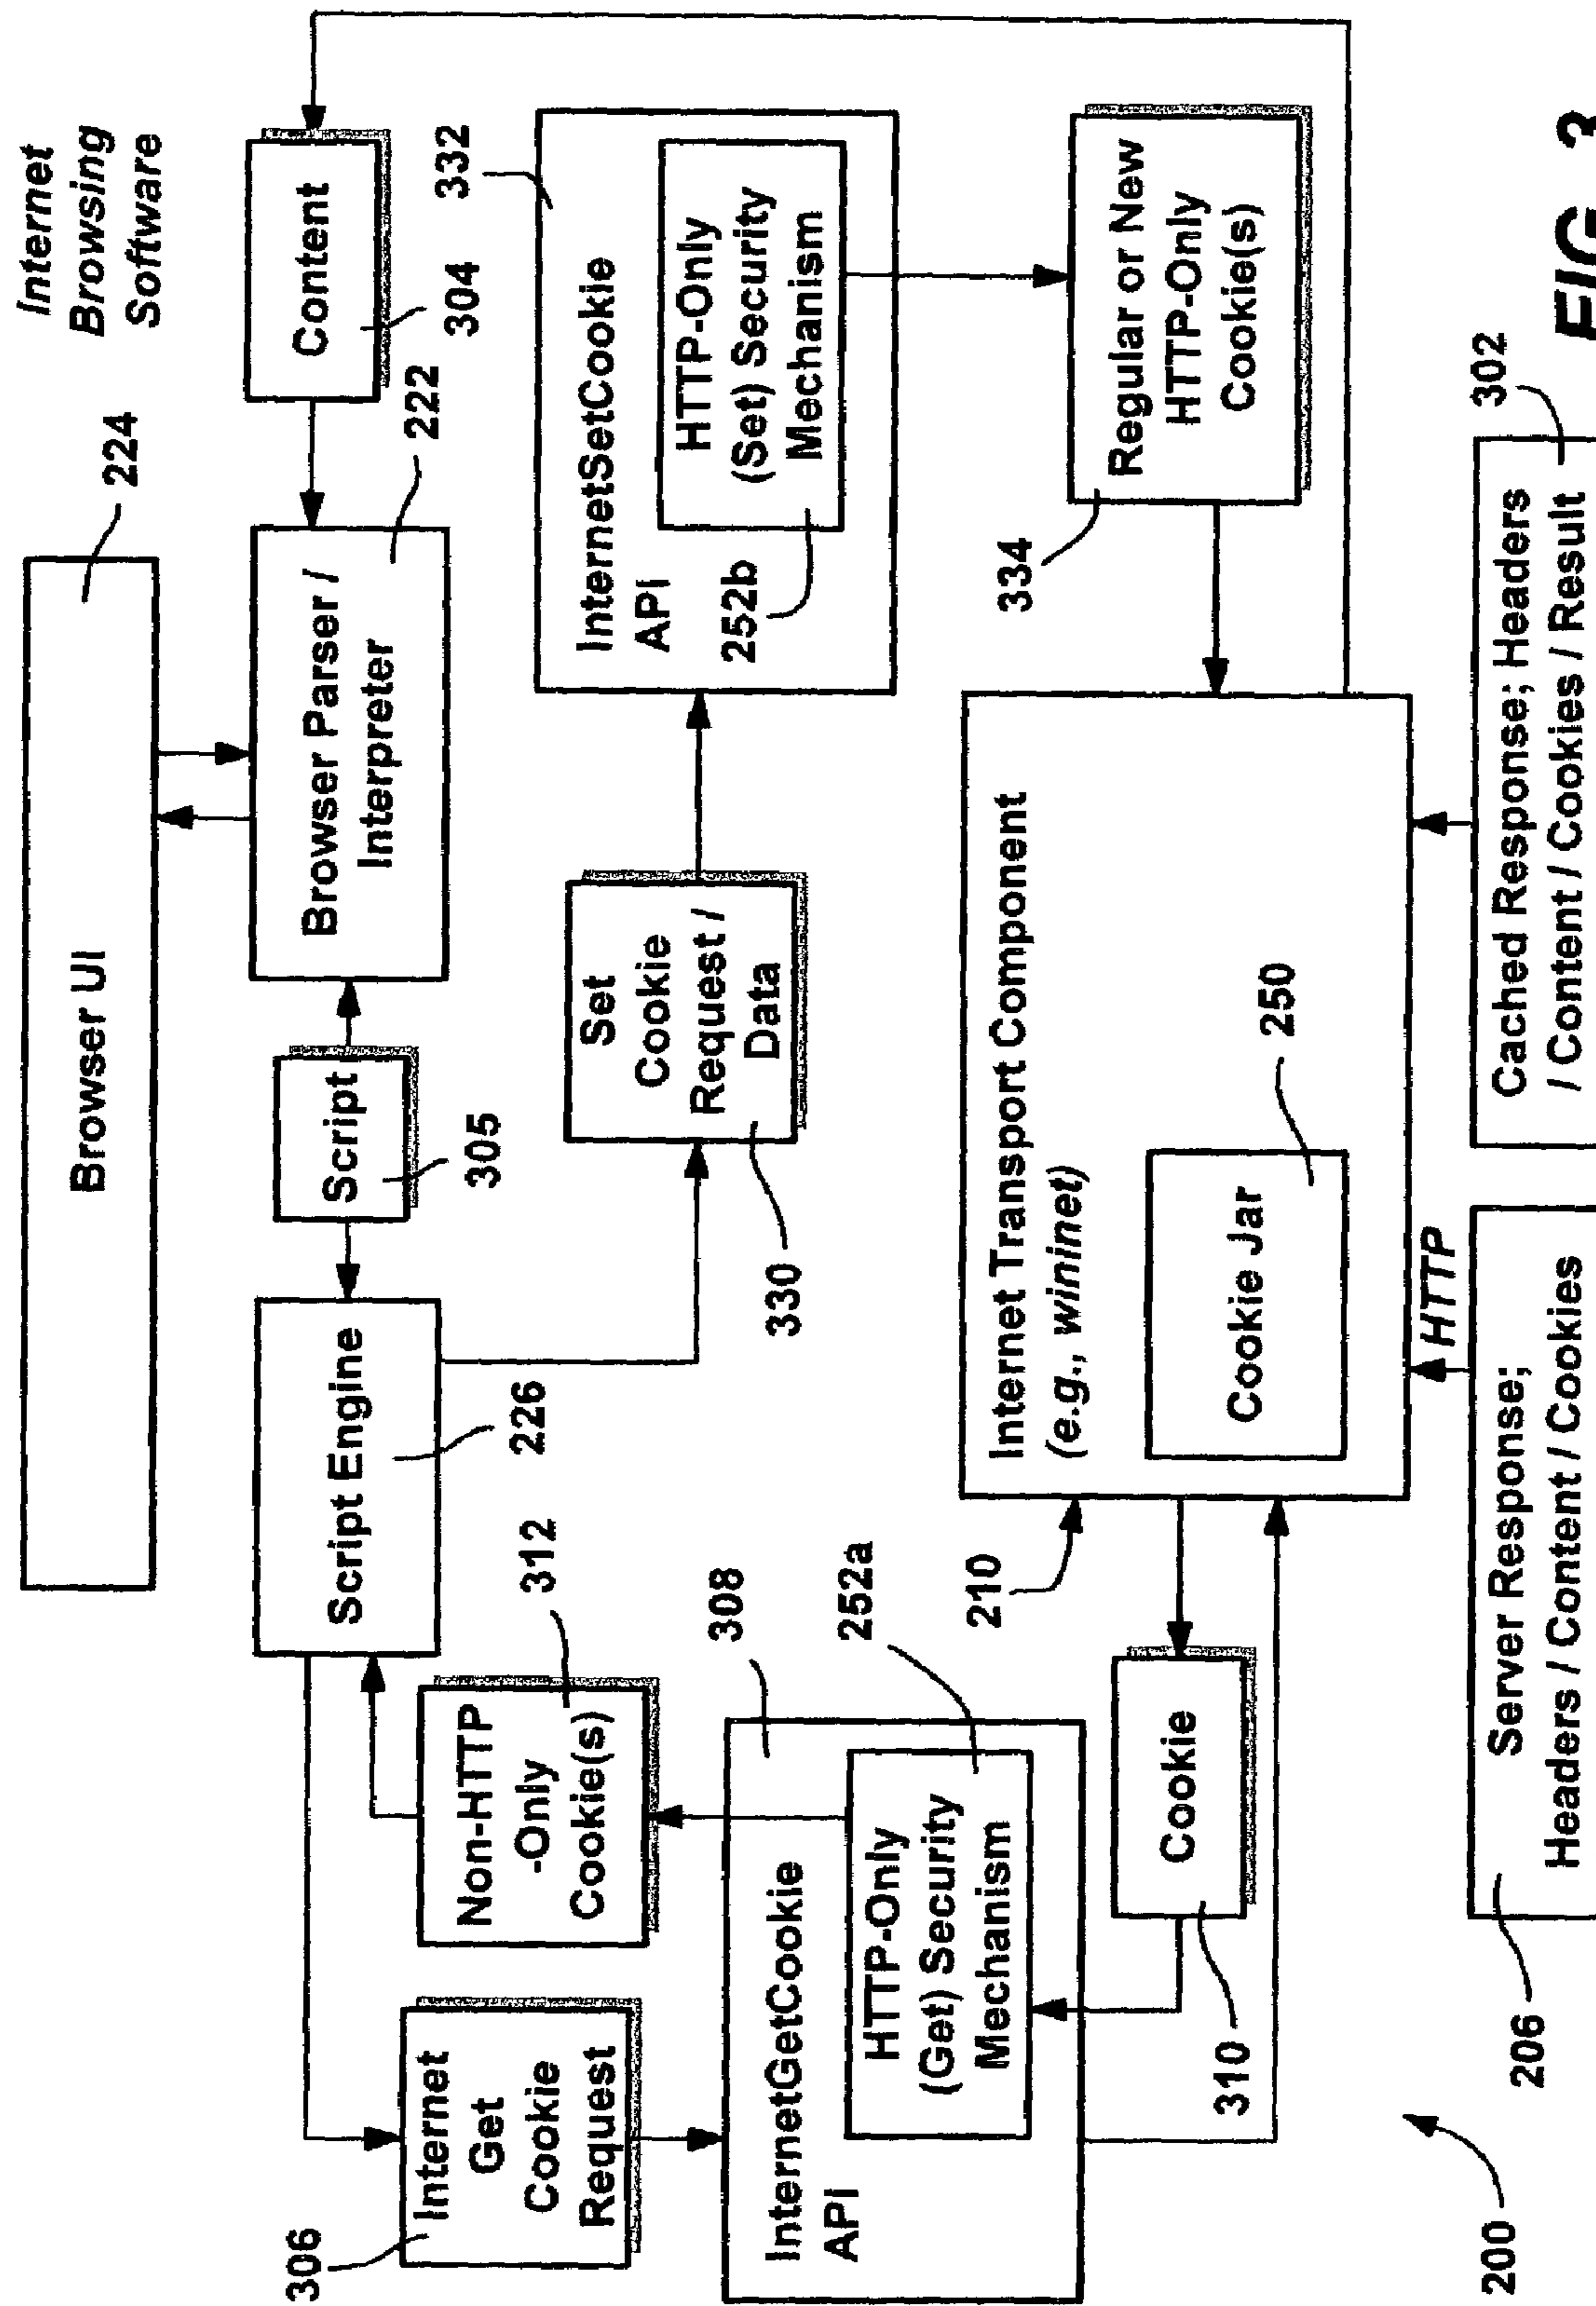 Internet
Browsing
Software
224
Browser UI
Content
304
Browser Parser /
Interpreter
222
Script
305
Script Engine
226
332
InternetSetCookie
API
HTTP-Only
(Set) Security
Mechanism
252b
Set
Cookie
Request /
Data
330
312
Non-HTTP
-Only
Cookie(s)
306
Internet
Get
Cookie
Request
308
InternetGetCookie
API
252a
HTTP-Only
(Get) Security
Mechanism
Regular or New
HTTP-Only
Cookie(s)
334
210
Internet Transport Component
(e.g., wininet)
250
Cookie Jar
Cookie
310
HTTP
302
Cached Response; Headers
/ Content / Cookies / Result
206
Server Response;
Headers / Content / Cookies
200
FIG. 3